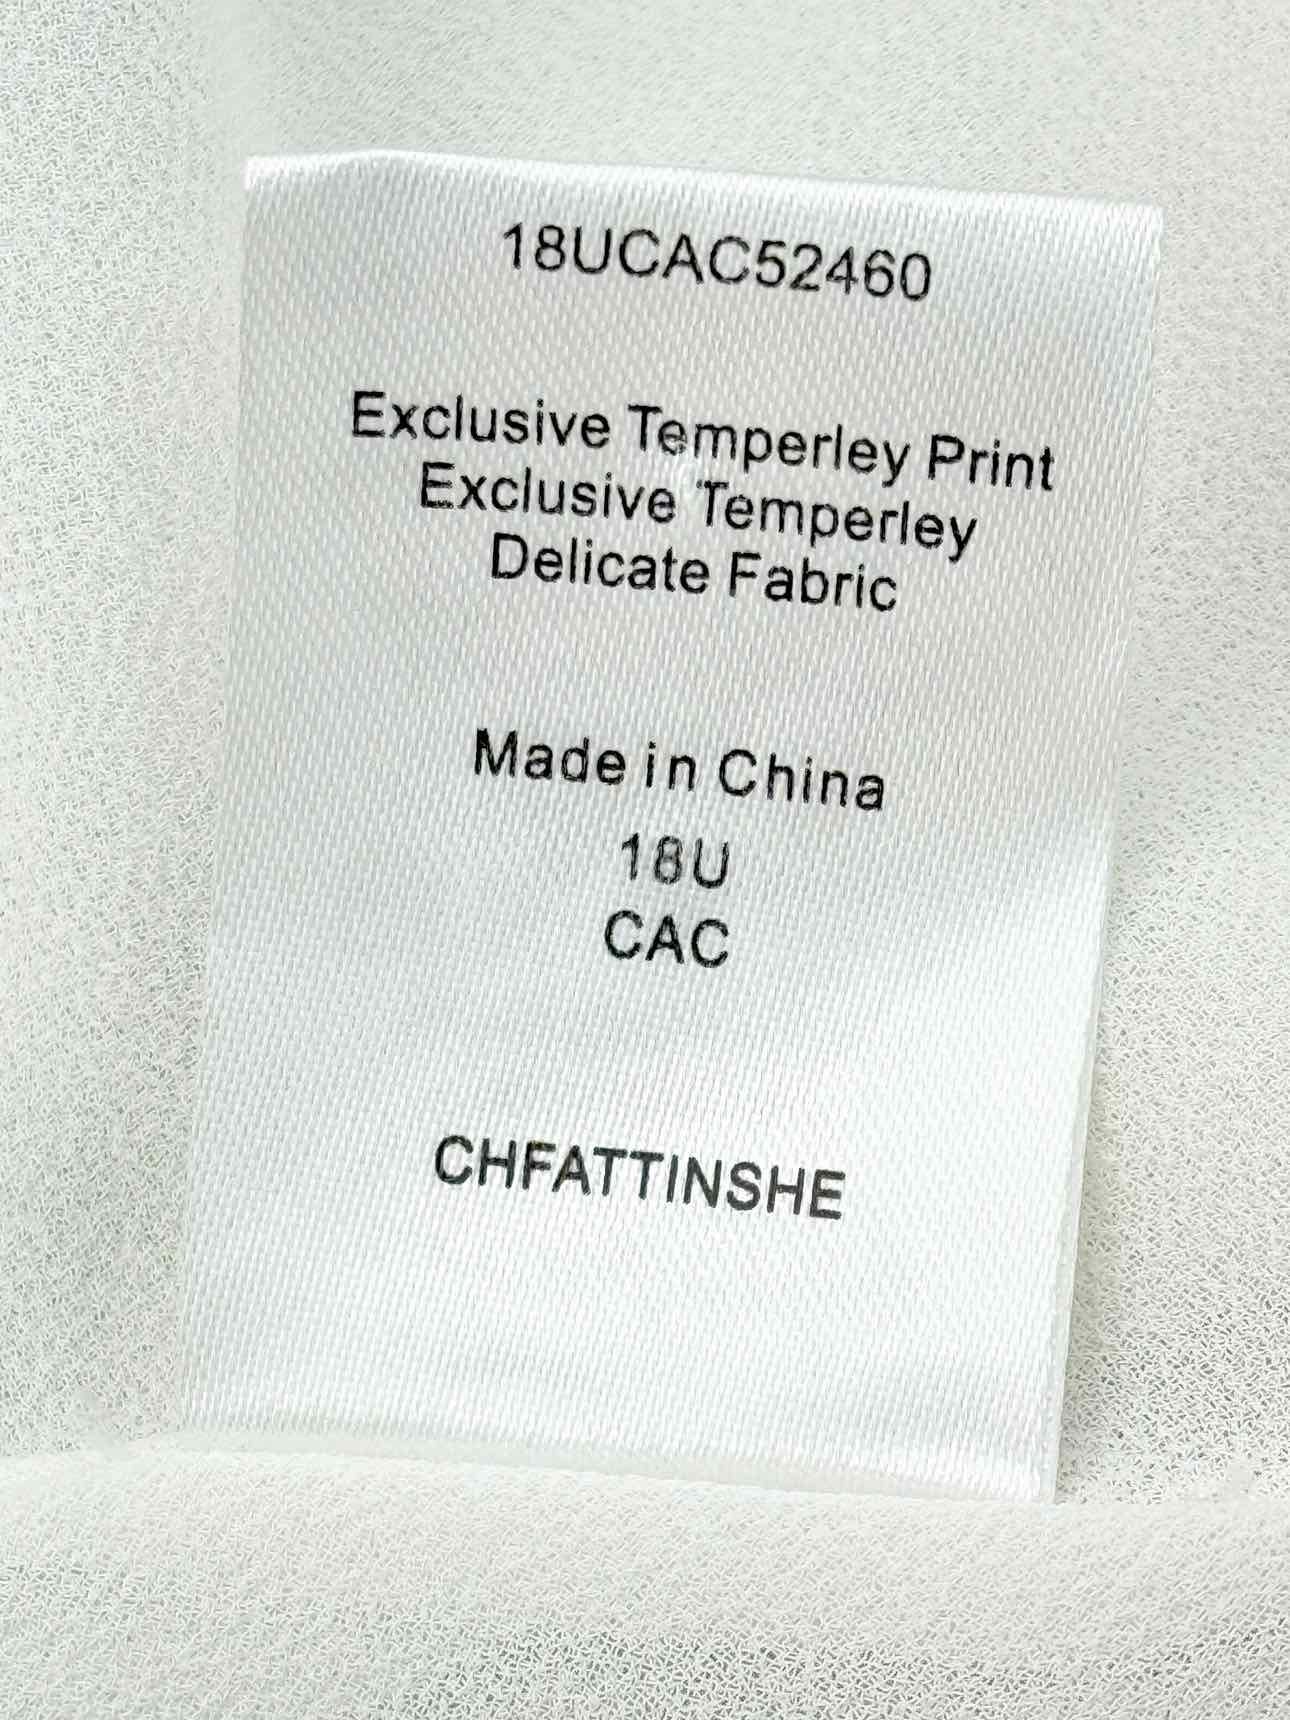 18UCAC52460
Exclusive Temperley Print
Exclusive Temperley
Delicate Fabric
Made in China
18U
CAC
CHFATTINSHE